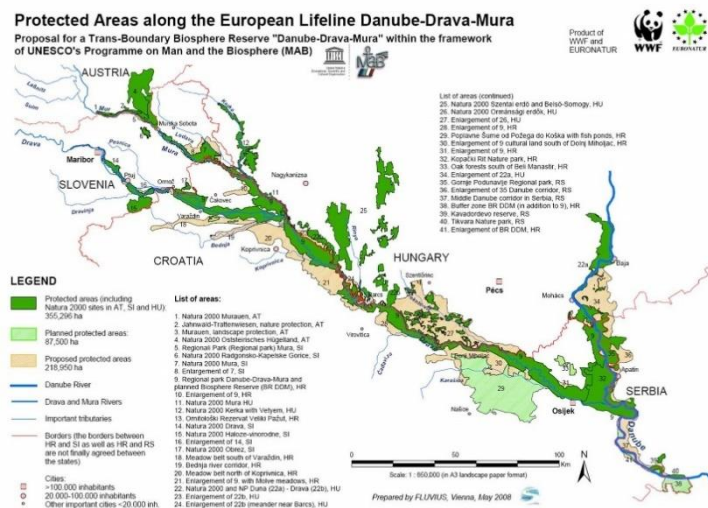 Protected Areas along the European Lifeline Danube-Drava-Mura
Proposal for a Trans-Boundary Biosphere Reserve "Danube-Drava-Mura" within the framework
of UNESCO's Programme on Man and the Biosphere (MAB)
Product of
WWF and
EURONATUR
WWF
EURONATUR
MaB
AUSTRIA
Mur
Murska Sobota
Mura
Drava
Maribor
Pesnica
Ptuj
Ormož
SLOVENIA
Čakovec
Nagykanizsa
Varaždin
Bednja
Koprivnica
CROATIA
HUNGARY
Szentlőrinc
Pécs
Barcs
Virovitica
Našice
Osijek
Mohács
Baja
Apatin
SERBIA
Danube
List of areas (continued)
25. Natura 2000 Szentai erdő and Belső-Somogy, HU
26. Natura 2000 Ormánsági erdők, HU
27. Enlargement of 26, HU
28. Enlargement of 9, HR
29. Poplavne Šume od Požega do Koška with fish ponds, HR
30. Enlargement of 9 cultural land south of Dolnj Miholjac, HR
31. Enlargement of 9, HR
32. Kopački Rit Nature park, HR
33. Oak forests south of Beli Manastir, HR
34. Enlargement of 22a, HU
35. Gornje Podunavlje Regional park, RS
36. Enlargement of 35 Danube corridor, RS
37. Middle Danube corridor in Serbia, RS
38. Buffer zone BR DDM (in addition to 9), HR
39. Kavadordevo reserve, RS
40. Tikvara Nature park, RS
41. Enlargement of BR DDM, HR
LEGEND
Protected areas (including
Natura 2000 sites in AT, SI and HU):
355,296 ha
Planned protected areas:
87,500 ha
Proposed protected areas
218,950 ha
Danube River
Drava and Mura Rivers
Important tributaries
Borders (the borders between
HR and SI as well as HR and RS
are not finally agreed between
the states)
Cities:
>100.000 inhabitants
20.000-100.000 inhabitants
Other important cities <20.000 inh.
List of areas:
1. Natura 2000 Murauen, AT
2. Jahnwald-Trattenwiesen, nature protection, AT
3. Murauen, landscape protection, AT
4. Natura 2000 Oststeirisches Hügelland, AT
5. Regionali Park (Regional park) Mura, SI
6. Natura 2000 Radgonsko-Kapelske Gorice, SI
7. Natura 2000 Mura, SI
8. Enlargement of 7, SI
9. Regional park Danube-Drava-Mura and
planned Biosphere Reserve (BR DDM), HR
10. Enlargement of 9, HR
11. Natura 2000 Mura HU
12. Natura 2000 Kerka with Velyem, HU
13. Ornitološki Rezervat Veliki Pažut, HR
14. Natura 2000 Drava, SI
15. Natura 2000 Haloze-vinorodne, SI
16. Enlargement of 14, SI
17. Natura 2000 Obrez, SI
18. Meadow belt south of Varaždin, HR
19. Bednja river corridor, HR
20. Meadow belt north of Koprivnica, HR
21. Enlargement of 9, with Molve meadows, HR
22. Natura 2000 and NP Duna (22a) - Drava (22b), HU
23. Enlargement of 22b, HU
24. Enlargement of 22b (meander near Barcs), HU
0
50
100
Km
Scale: 1 : 850,000 (in A3 landscape paper format)
N
Prepared by FLUVIUS, Vienna, May 2008